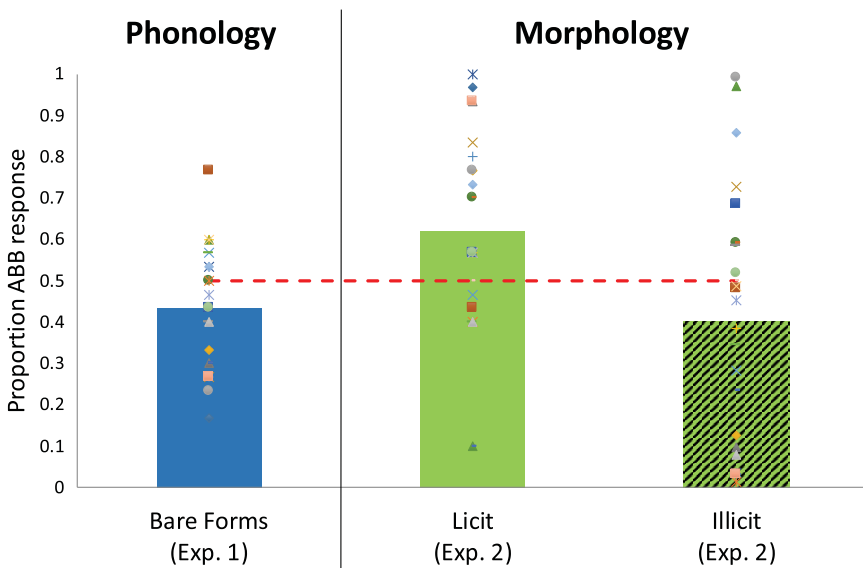 Phonology
Morphology
Proportion ABB response
1
0.9
0.8
0.7
0.6
0.5
0.4
0.3
0.2
0.1
0
Bare Forms
(Exp. 1)
Licit
(Exp. 2)
Illicit
(Exp. 2)